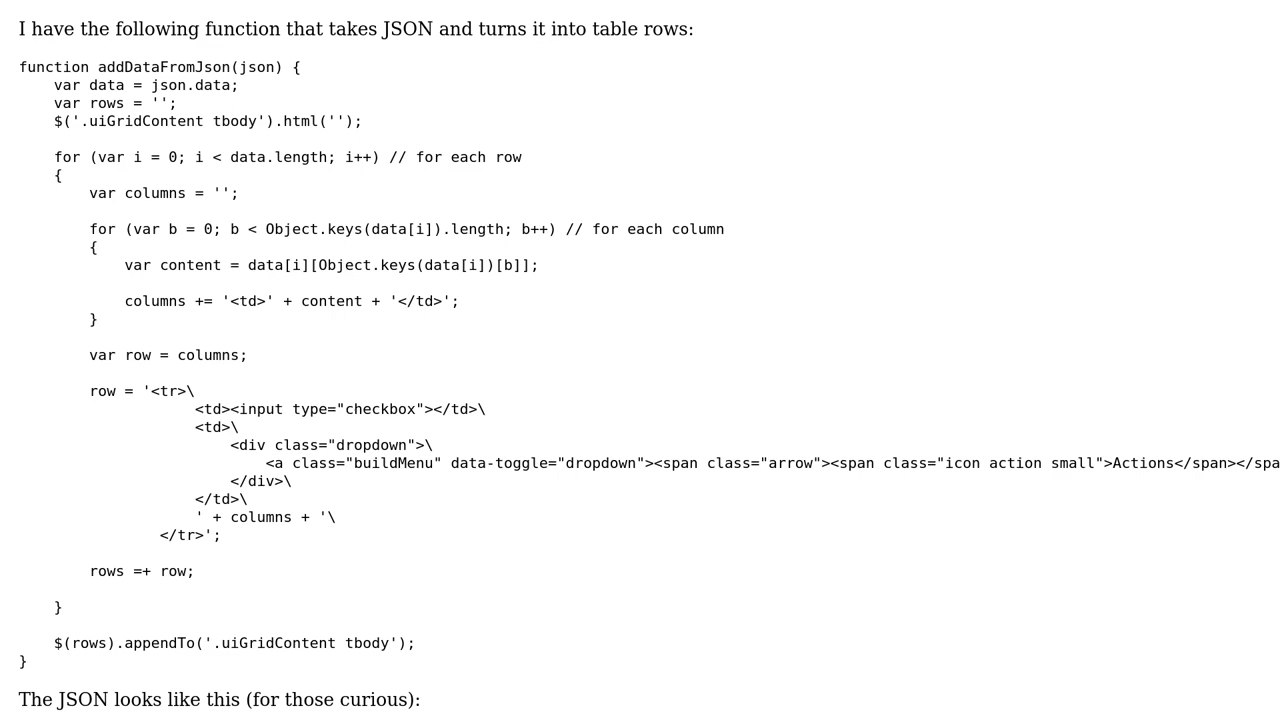 I have the following function that takes JSON and turns it into table rows:
function addDataFromJson(json) {
    var data = json.data;
    var rows = '';
    $('.uiGridContent tbody').html('');
    for (var i = 0; i < data.length; i++) // for each row
    {
        var columns = '';
        for (var b = 0; b < Object.keys(data[i]).length; b++) // for each column
        {
            var content = data[i][Object.keys(data[i])[b]];
            columns += '<td>' + content + '</td>';
        }
        var row = columns;
        row = '<tr>\
                    <td><input type="checkbox"></td>\
                    <td>\
                        <div class="dropdown">\
                            <a class="buildMenu" data-toggle="dropdown"><span class="arrow"><span class="icon action small">Actions</span></spa
                        </div>\
                    </td>\
                    ' + columns + '\
                </tr>';
        rows =+ row;
    }
    $(rows).appendTo('.uiGridContent tbody');
}
The JSON looks like this (for those curious):